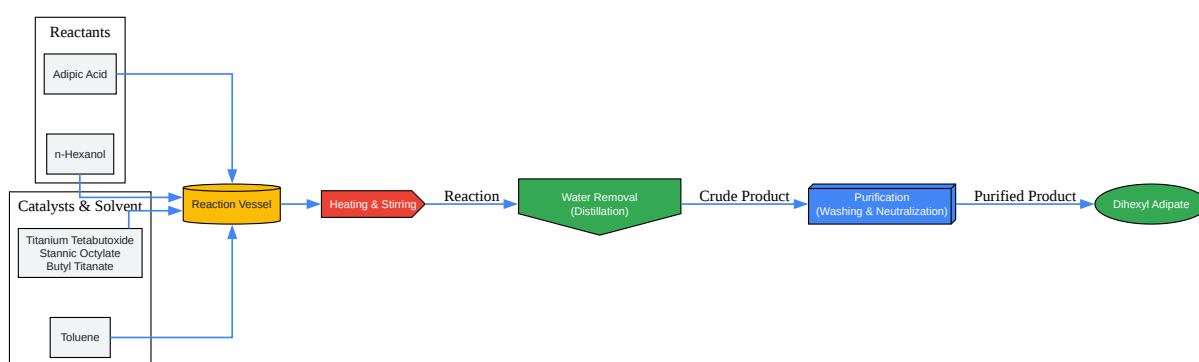 Reactants
Adipic Acid
n-Hexanol
Catalysts & Solvent
Titanium Tetabutoxide
Stannic Octylate
Butyl Titanate
Toluene
Reaction Vessel
Heating & Stirring
Reaction
Water Removal
(Distillation)
Crude Product
Purification
(Washing & Neutralization)
Purified Product
Dihexyl Adipate